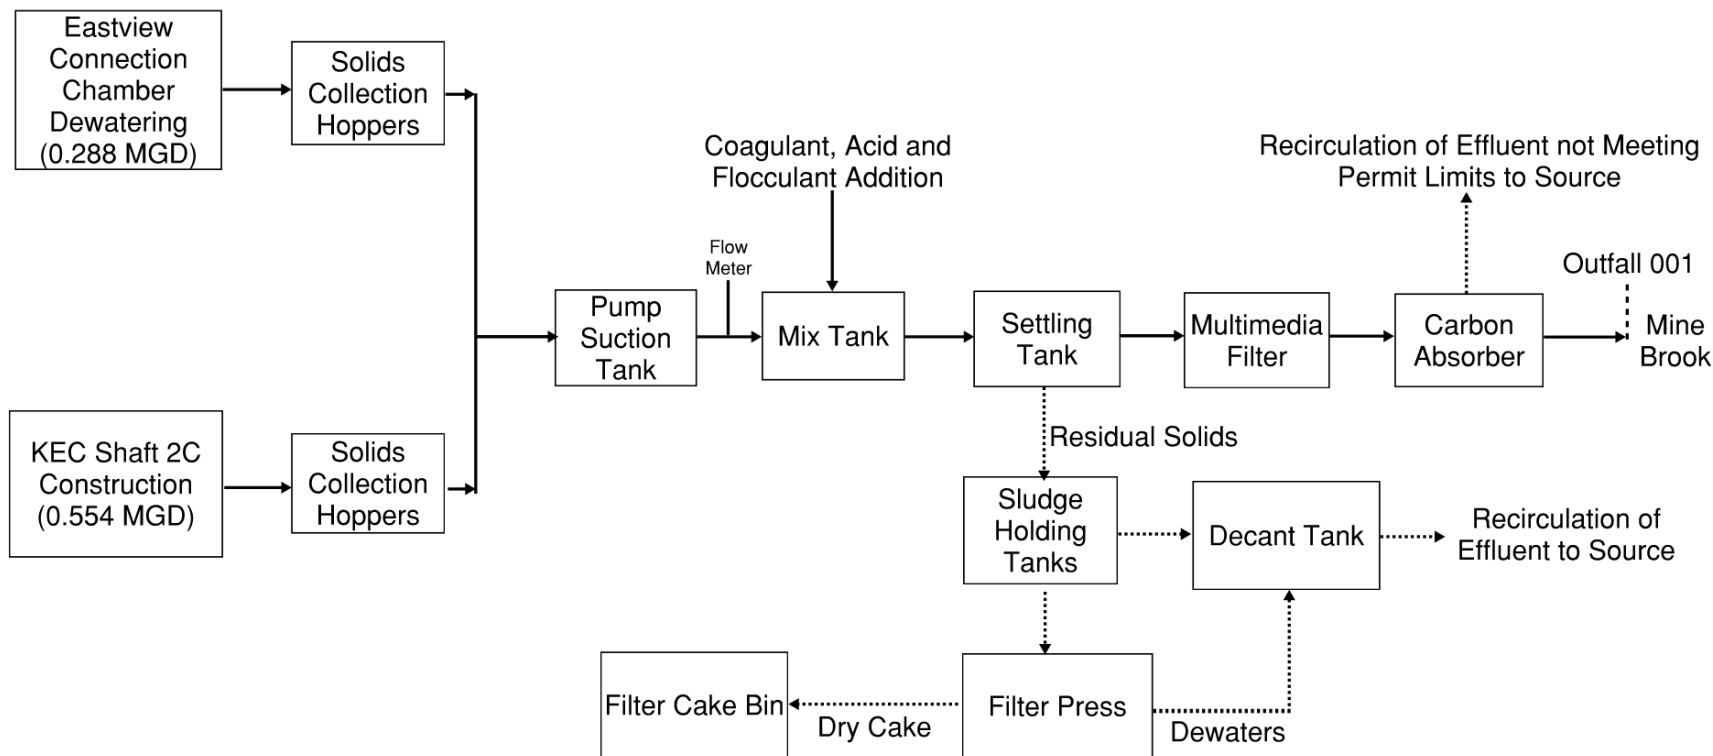 Eastview
Connection
Chamber
Dewatering
(0.288 MGD)
Solids
Collection
Hoppers
Coagulant, Acid and
Flocculant Addition
Recirculation of Effluent not Meeting
Permit Limits to Source
Flow
Meter
Outfall 001
Pump
Suction
Tank
Mix Tank
Settling
Tank
Multimedia
Filter
Carbon
Absorber
Mine
Brook
KEC Shaft 2C
Construction
(0.554 MGD)
Solids
Collection
Hoppers
Residual Solids
Sludge
Holding
Tanks
Decant Tank
Recirculation of
Effluent to Source
Filter Cake Bin
Dry Cake
Filter Press
Dewaters